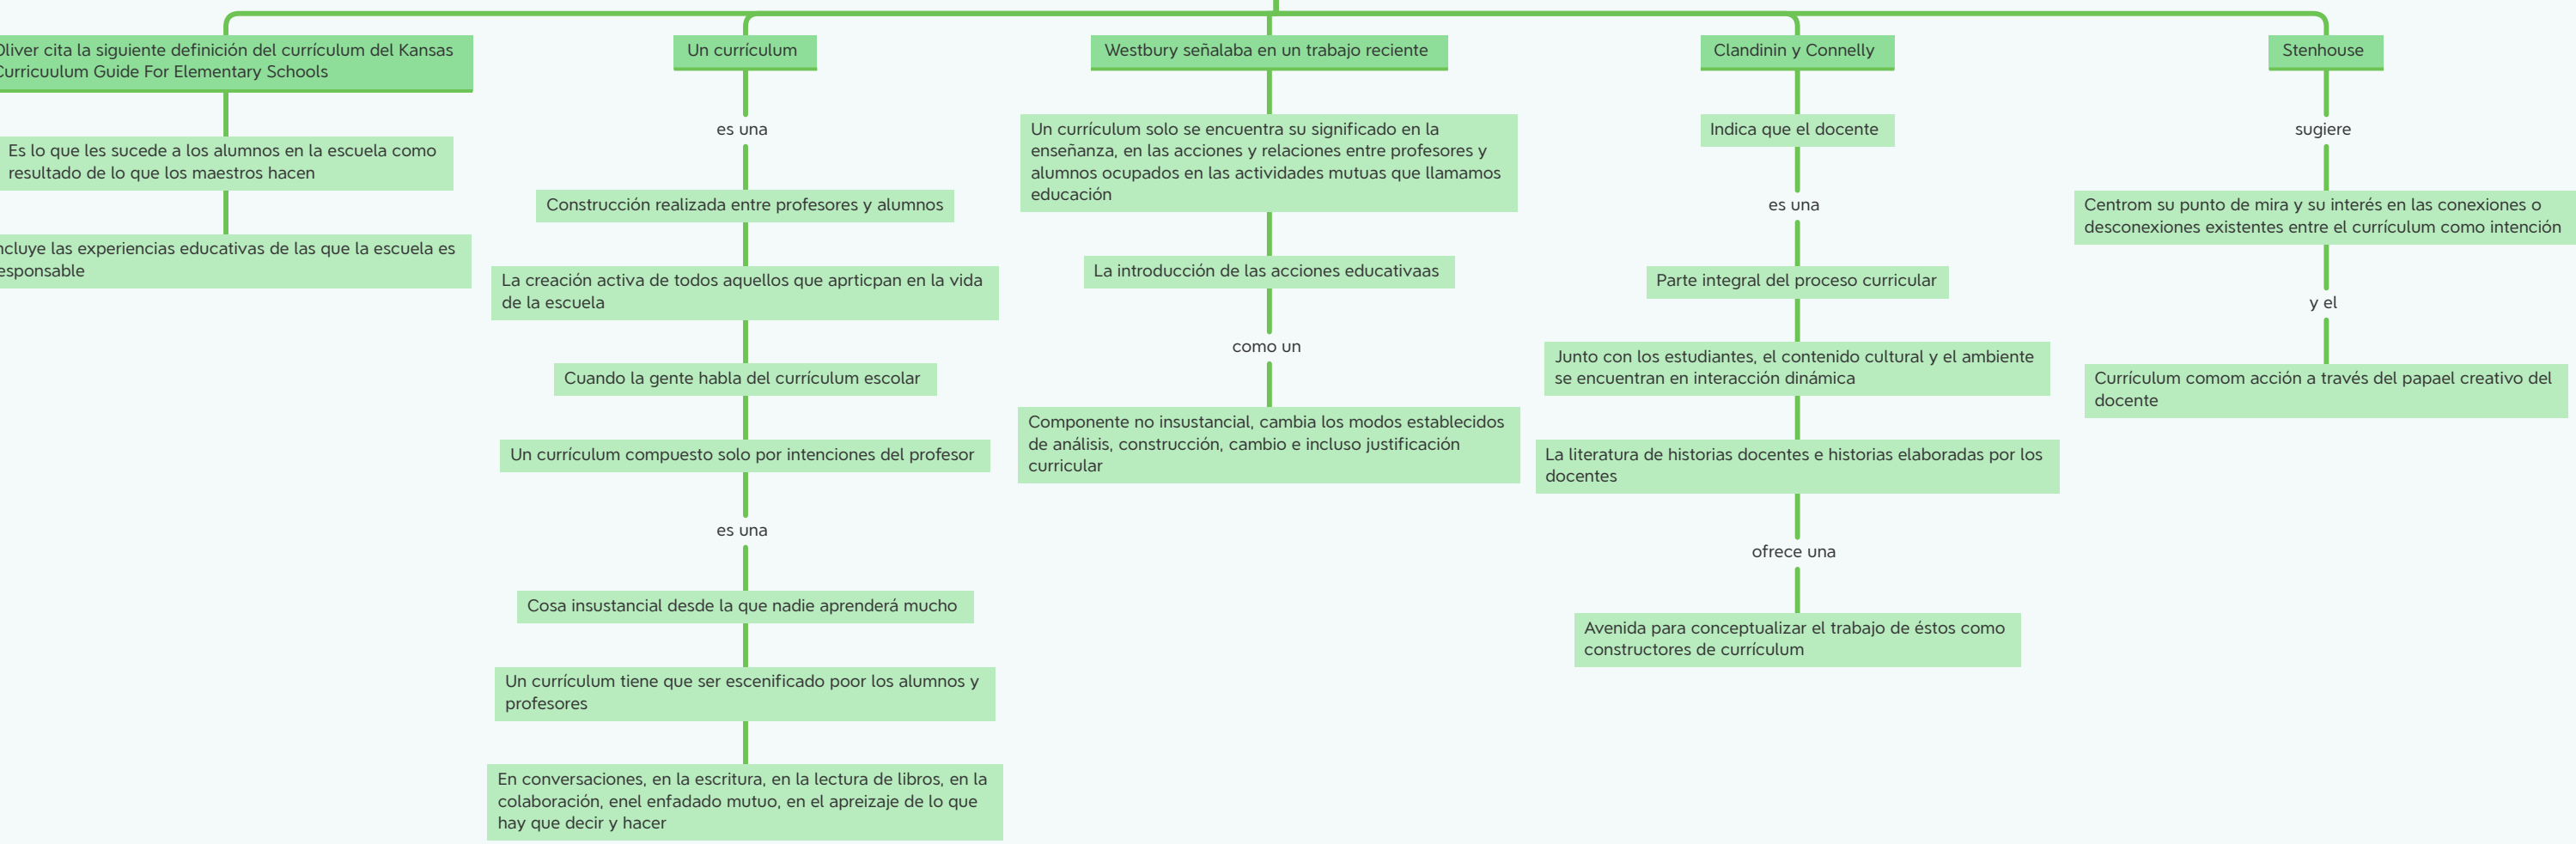 Oliver cita la siguiente definición del currículum del Kansas
Curricuulum Guide For Elementary Schools
Es lo que les sucede a los alumnos en la escuela como
resultado de lo que los maestros hacen
ncluye las experiencias educativas de las que la escuela es
esponsable
Un currículum
es una
Construcción realizada entre profesores y alumnos
La creación activa de todos aquellos que aprticpan en la vida
de la escuela
Cuando la gente habla del currículum escolar
Un currículum compuesto solo por intenciones del profesor
es una
Cosa insustancial desde la que nadie aprenderá mucho
Un currículum tiene que ser escenificado poor los alumnos y
profesores
En conversaciones, en la escritura, en la lectura de libros, en la
colaboración, enel enfadado mutuo, en el apreizaje de lo que
hay que decir y hacer
Westbury señalaba en un trabajo reciente
Un currículum solo se encuentra su significado en la
enseñanza, en las acciones y relaciones entre profesores y
alumnos ocupados en las actividades mutuas que llamamos
educación
La introducción de las acciones educativaas
como un
Componente no insustancial, cambia los modos establecidos
de análisis, construcción, cambio e incluso justificación
curricular
Clandinin y Connelly
Indica que el docente
es una
Parte integral del proceso curricular
Junto con los estudiantes, el contenido cultural y el ambiente
se encuentran en interacción dinámica
La literatura de historias docentes e historias elaboradas por los
docentes
ofrece una
Avenida para conceptualizar el trabajo de éstos como
constructores de currículum
Stenhouse
sugiere
Centrom su punto de mira y su interés en las conexiones o
desconexiones existentes entre el currículum como intención
y el
Currículum comom acción a través del papael creativo del
docente